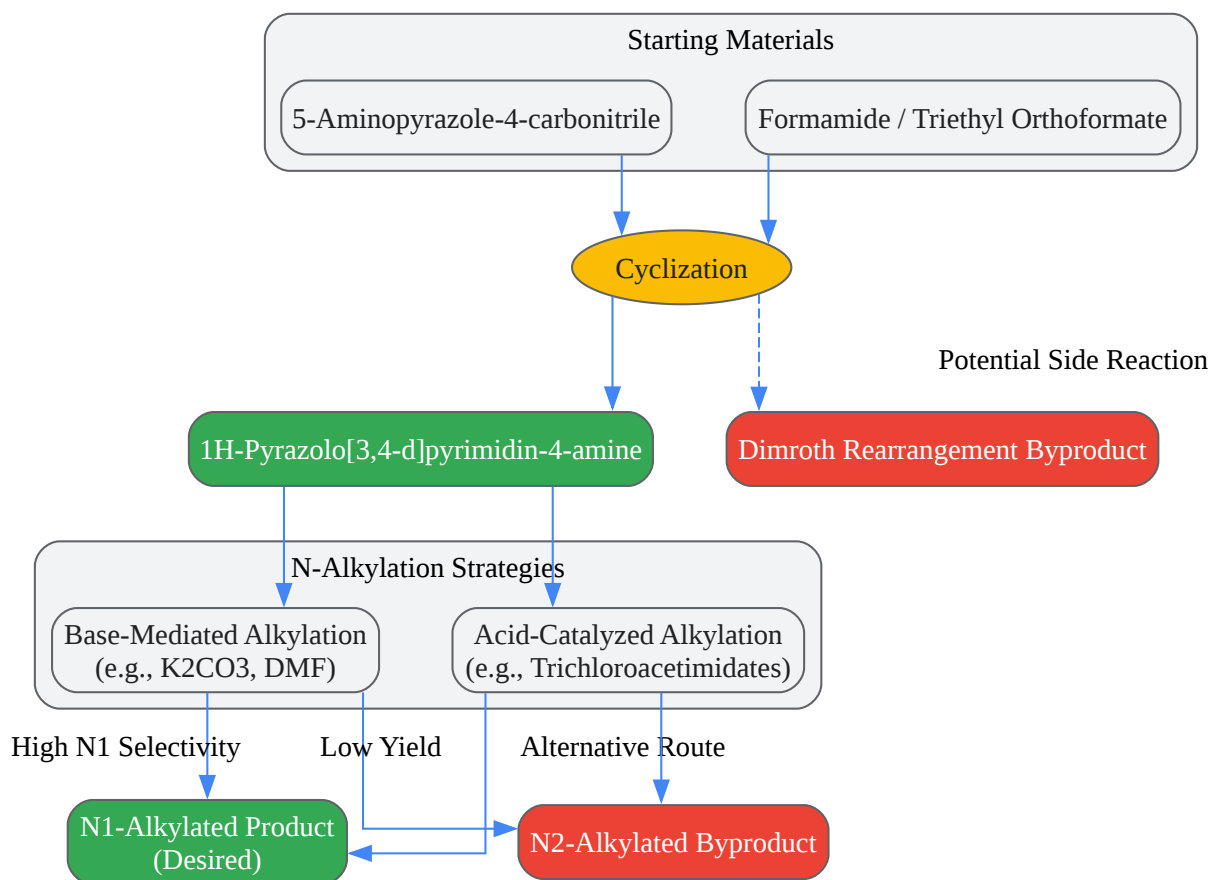 Starting Materials
5-Aminopyrazole-4-carbonitrile
Formamide / Triethyl Orthoformate
Cyclization
Potential Side Reaction
1H-Pyrazolo[3,4-d]pyrimidin-4-amine
Dimroth Rearrangement Byproduct
N-Alkylation Strategies
Base-Mediated Alkylation
(e.g., K2CO3, DMF)
Acid-Catalyzed Alkylation
(e.g., Trichloroacetimidates)
High N1 Selectivity
Low Yield
Alternative Route
N1-Alkylated Product
(Desired)
N2-Alkylated Byproduct